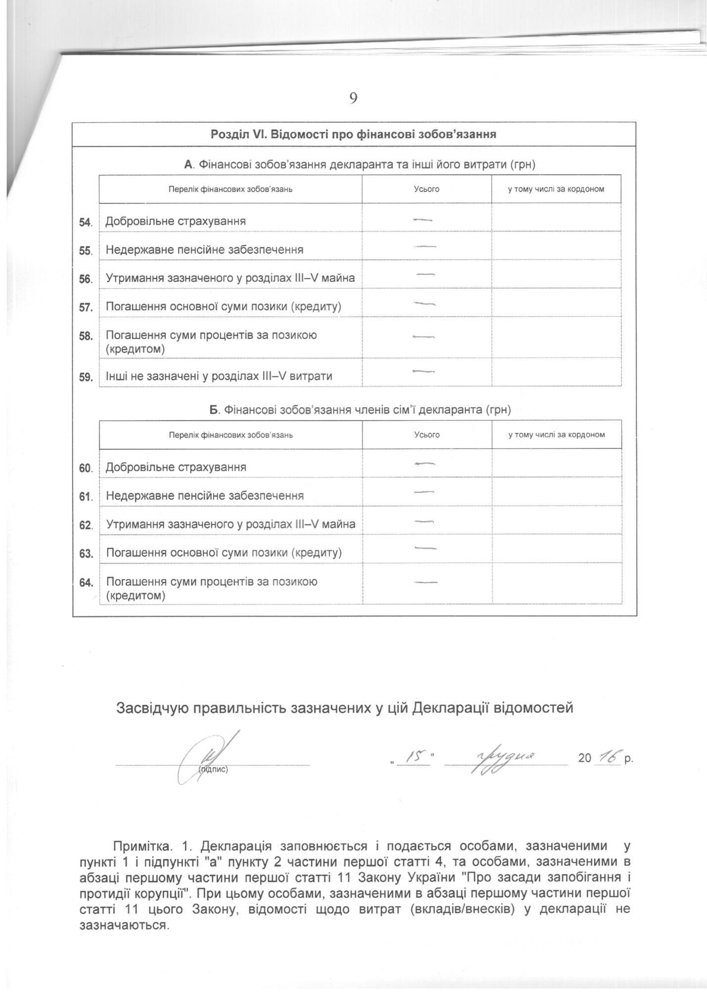 9
Розділ VI. Відомості про фінансові зобов’язання
А. Фінансові зобов’язання декларанта та інші його витрати (грн)
Перелік фінансових зобов’язань Усього у тому числі за кордоном
54. Добровільне страхування —
55. Недержавне пенсійне забезпечення —
56. Утримання зазначеного у розділах III–V майна —
57. Погашення основної суми позики (кредиту) —
58. Погашення суми процентів за позикою —
(кредитом)
59. Інші не зазначені у розділах III–V витрати —
Б. Фінансові зобов’язання членів сім’ї декларанта (грн)
Перелік фінансових зобов’язань Усього у тому числі за кордоном
60. Добровільне страхування —
61. Недержавне пенсійне забезпечення —
62. Утримання зазначеного у розділах III–V майна —
63. Погашення основної суми позики (кредиту) —
64. Погашення суми процентів за позикою —
(кредитом)
Засвідчую правильність зазначених у цій Декларації відомостей
„ 15 ” грудня 20 16 р.
(підпис)
Примітка. 1. Декларація заповнюється і подається особами, зазначеними у
пункті 1 і підпункті "а" пункту 2 частини першої статті 4, та особами, зазначеними в
абзаці першому частини першої статті 11 Закону України "Про засади запобігання і
протидії корупції". При цьому особами, зазначеними в абзаці першому частини першої
статті 11 цього Закону, відомості щодо витрат (вкладів/внесків) у декларації не
зазначаються.